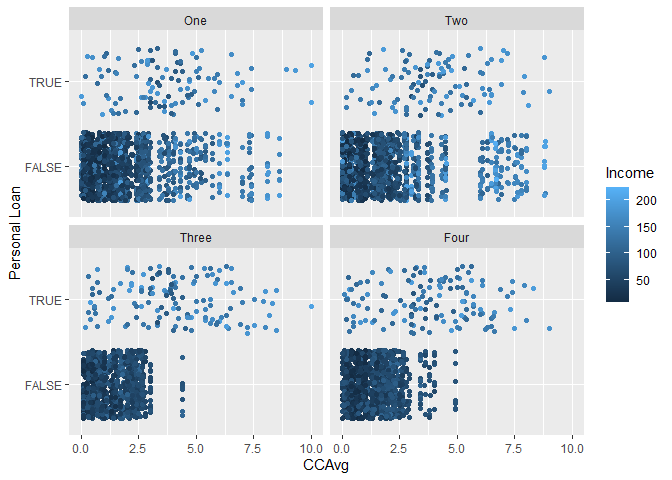 One
Two
TRUE
FALSE
Personal Loan
Three
Four
TRUE
FALSE
0.0 2.5 5.0 7.5 10.0 0.0 2.5 5.0 7.5 10.0
CCAvg
Income
200
150
100
50